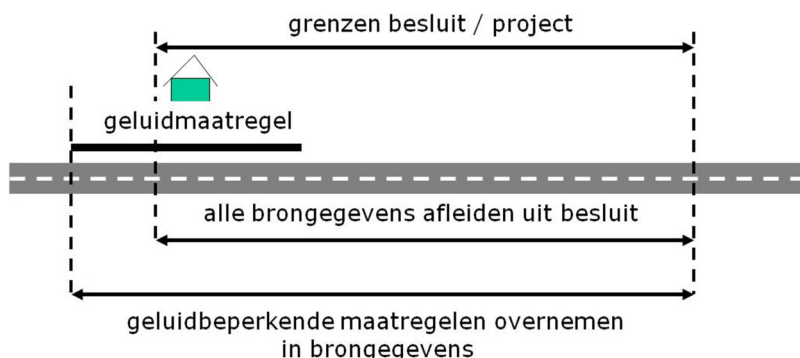 grenzen besluit / project
geluidmaatregel
alle brongegevens afleiden uit besluit
geluidbeperkende maatregelen overnemen
in brongegevens